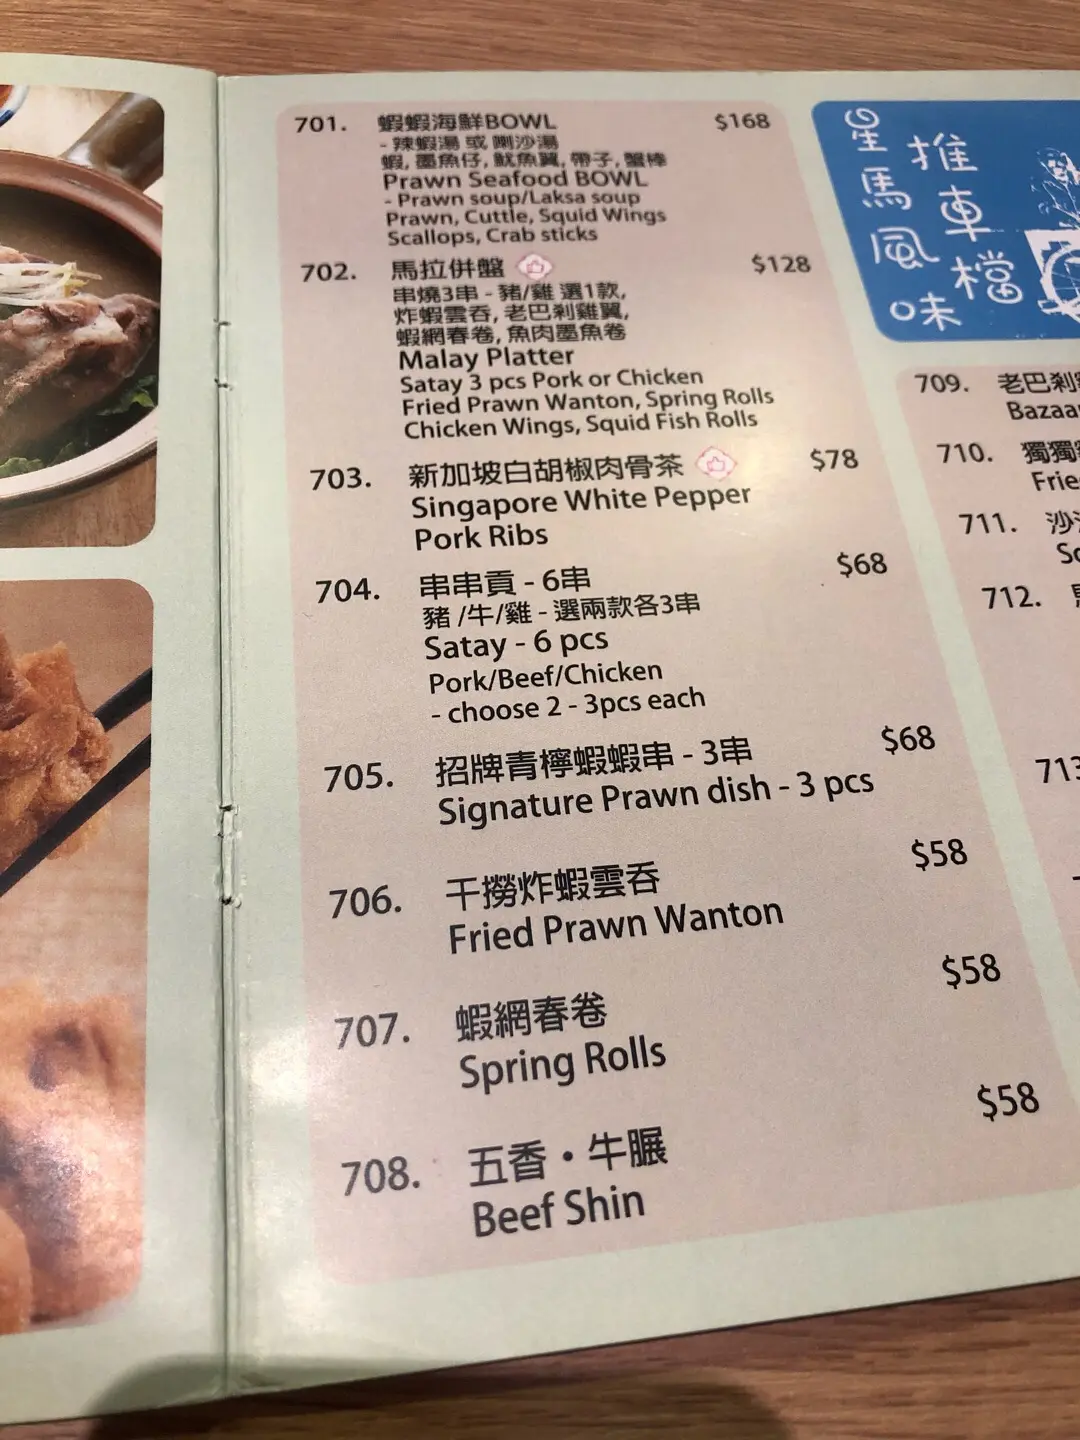 701. 蝦蝦海鮮BOWL $168
- 辣蝦湯 或 喇沙湯
蝦, 墨魚仔, 魷魚翼, 帶子, 蟹棒
Prawn Seafood BOWL
- Prawn soup/Laksa soup
Prawn, Cuttle, Squid Wings
Scallops, Crab sticks
702. 馬拉併盤 $128
串燒3串 - 豬/雞 選1款,
炸蝦雲吞, 老巴剎雞翼,
蝦網春卷, 魚肉墨魚卷
Malay Platter
Satay 3 pcs Pork or Chicken
Fried Prawn Wanton, Spring Rolls
Chicken Wings, Squid Fish Rolls
703. 新加坡白胡椒肉骨茶 $78
Singapore White Pepper
Pork Ribs
704. 串串貢 - 6串 $68
豬 /牛/雞 - 選兩款各3串
Satay - 6 pcs
Pork/Beef/Chicken
- choose 2 - 3pcs each
705. 招牌青檸蝦蝦串 - 3串 $68
Signature Prawn dish - 3 pcs
706. 干撈炸蝦雲吞 $58
Fried Prawn Wanton
707. 蝦網春卷 $58
Spring Rolls
708. 五香・牛𦟌 $58
Beef Shin
星馬風味
推車檔
709. 老巴剎
710. 獨獨
711.
712.